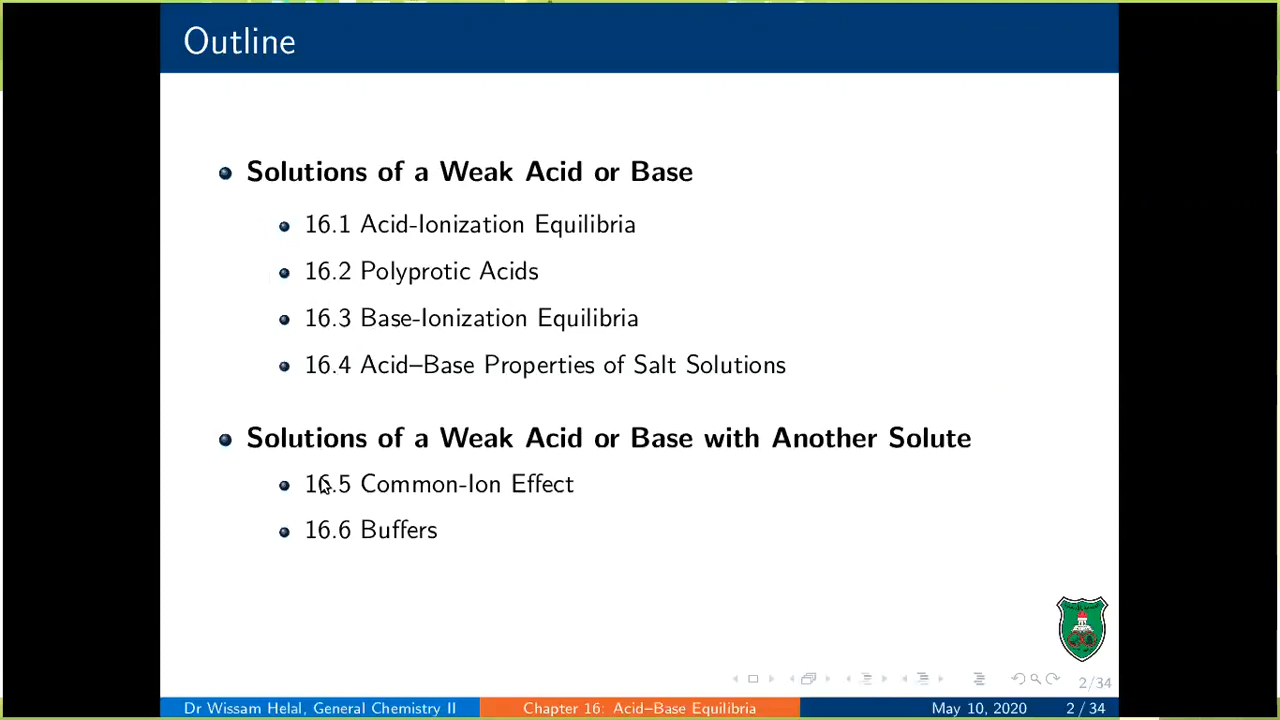 Outline
Solutions of a Weak Acid or Base
16.1 Acid-Ionization Equilibria
16.2 Polyprotic Acids
16.3 Base-Ionization Equilibria
16.4 Acid–Base Properties of Salt Solutions
Solutions of a Weak Acid or Base with Another Solute
16.5 Common-Ion Effect
16.6 Buffers
2/34
Dr Wissam Helal, General Chemistry II Chapter 16: Acid–Base Equilibria May 10, 2020 2 / 34